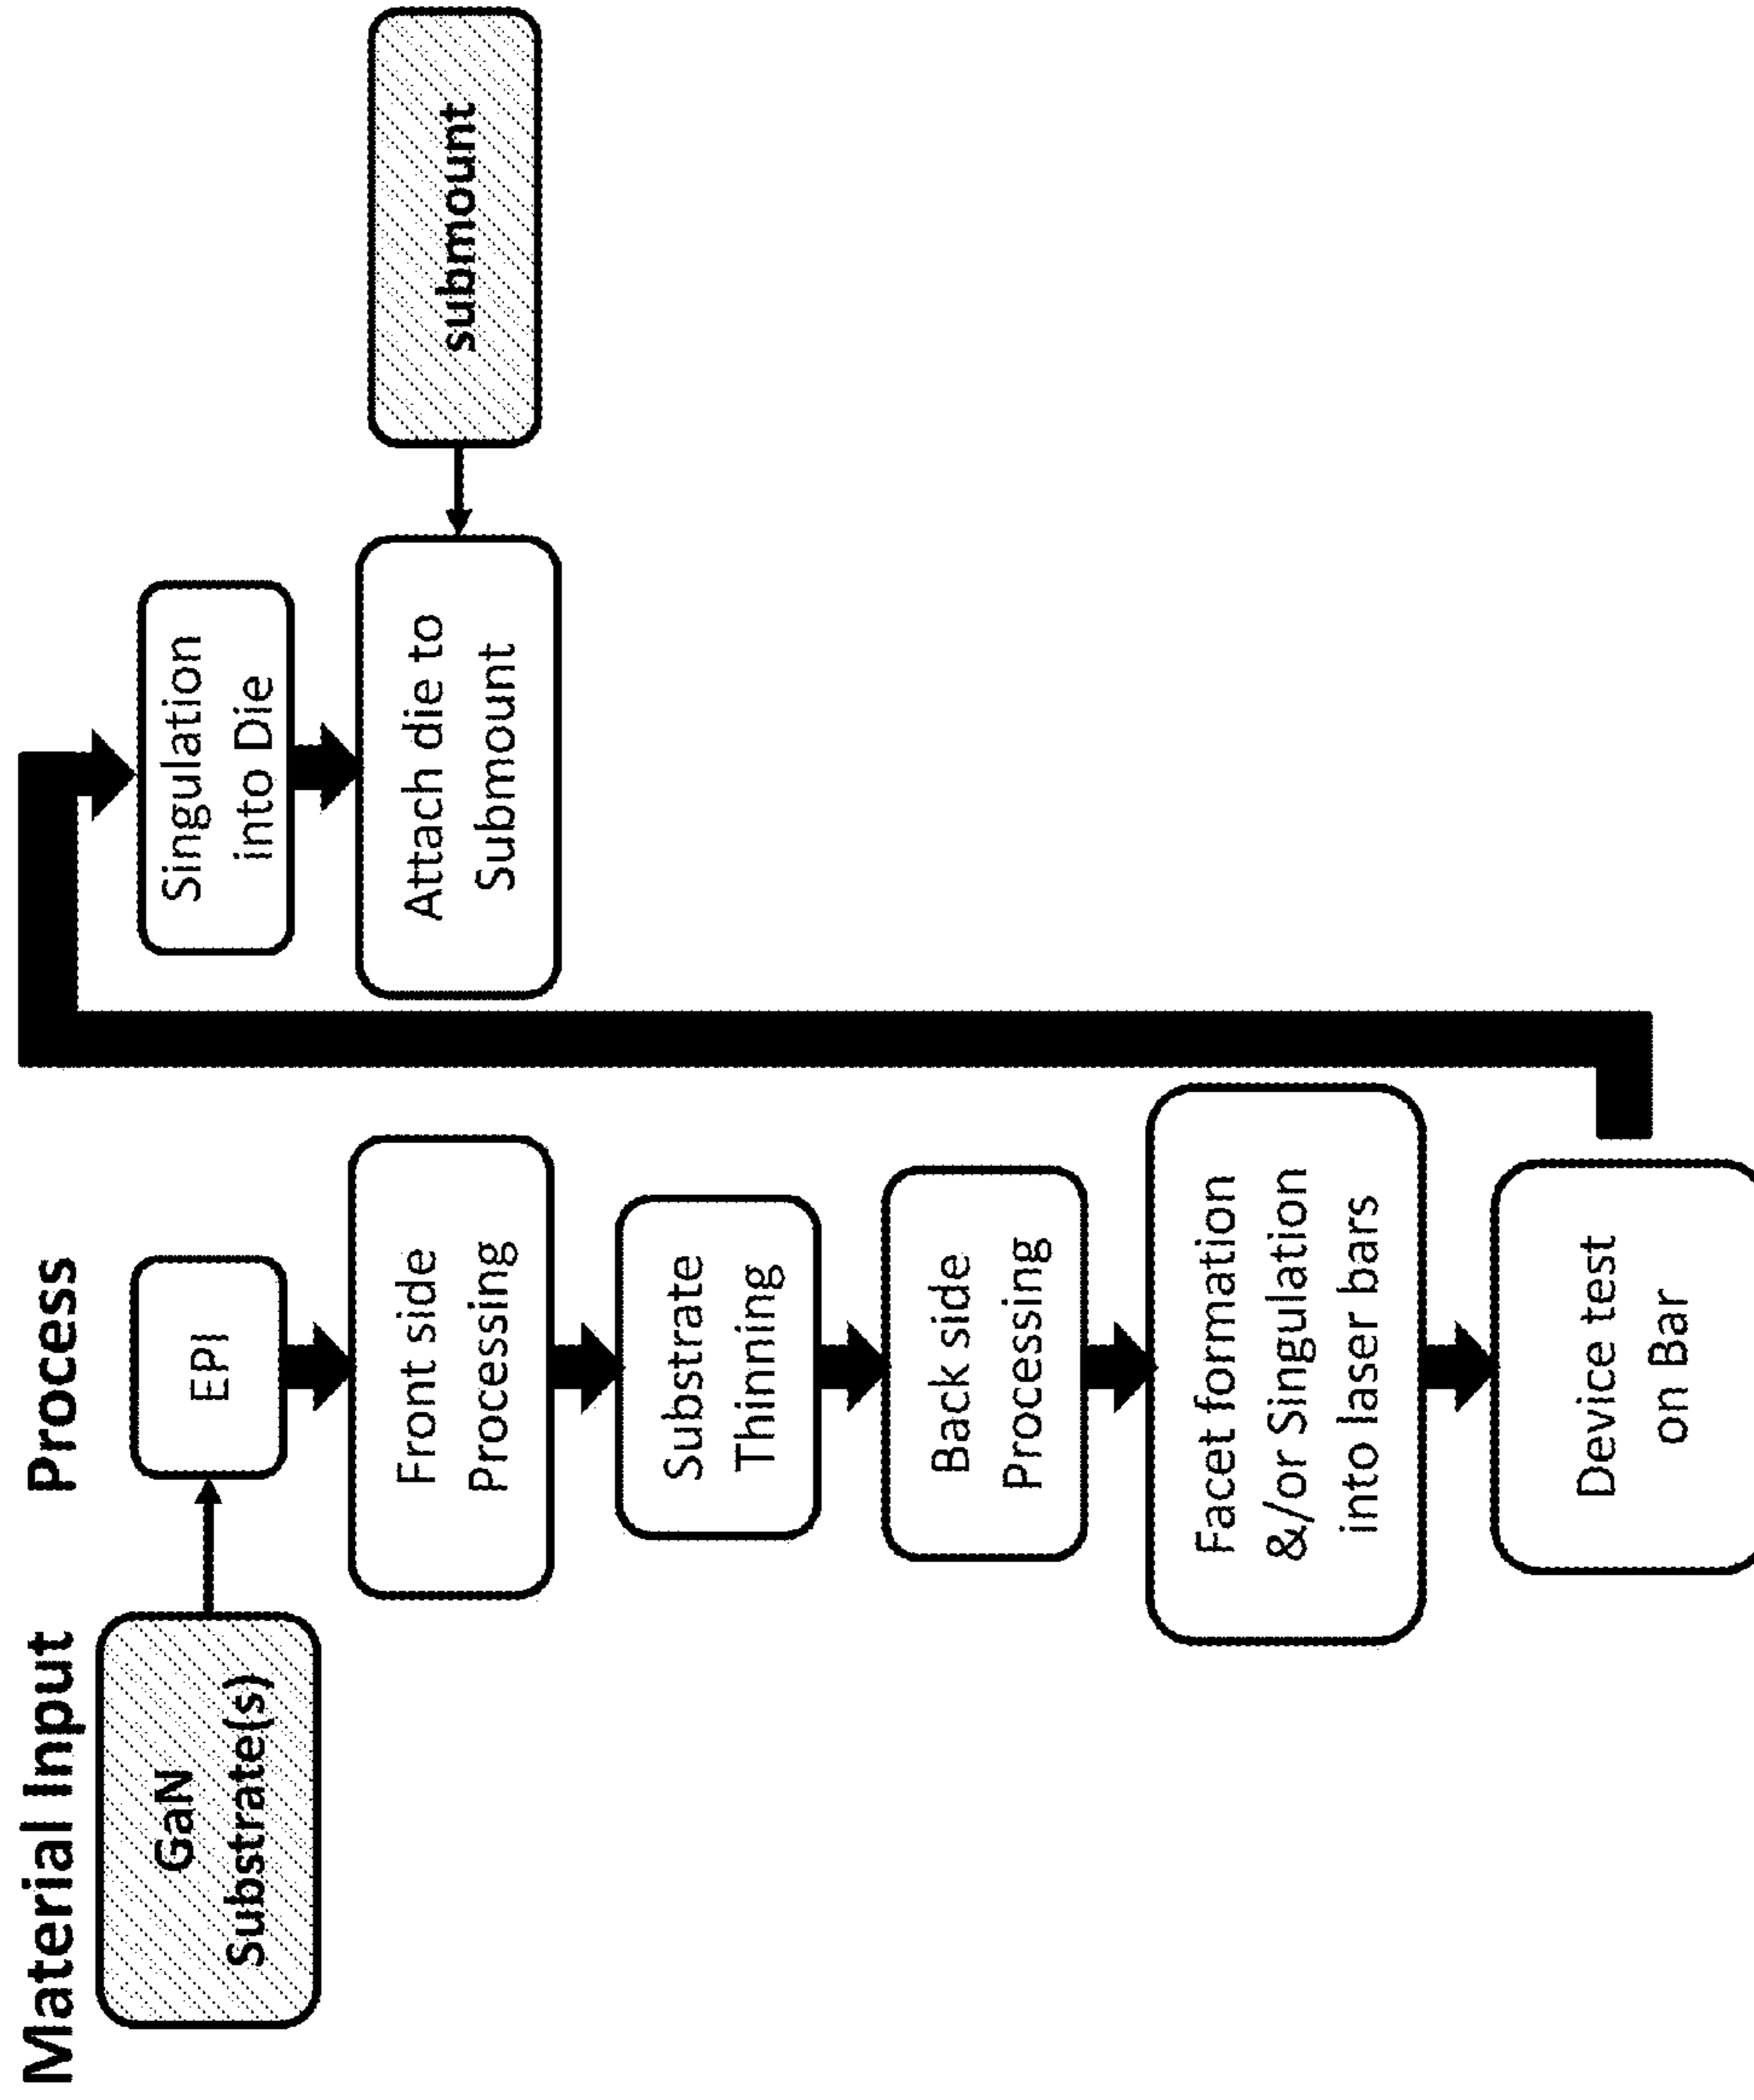 Material Input
Process
GaN
Substrate(s)
EPI
Front side
Processing
Substrate
Thinning
Back side
Processing
Facet formation
&/or Singulation
into laser bars
Device test
on Bar
Singulation
into Die
Attach die to
Submount
submount